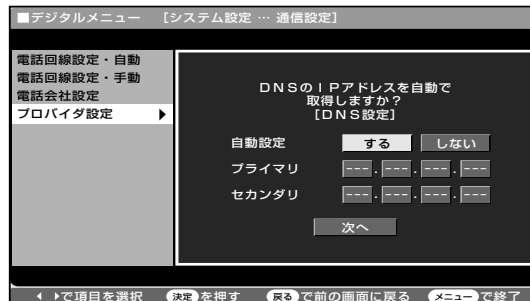 ■デジタルメニュー ［システム設定 … 通信設定］
電話回線設定・自動
電話回線設定・手動
電話会社設定
プロバイダ設定
DNSのIPアドレスを自動で
取得しますか？
［DNS設定］
自動設定 する しない
プライマリ ---.---.---.---
セカンダリ ---.---.---.---
次へ
で項目を選択 決定を押す 戻るで前の画面に戻る メニューで終了